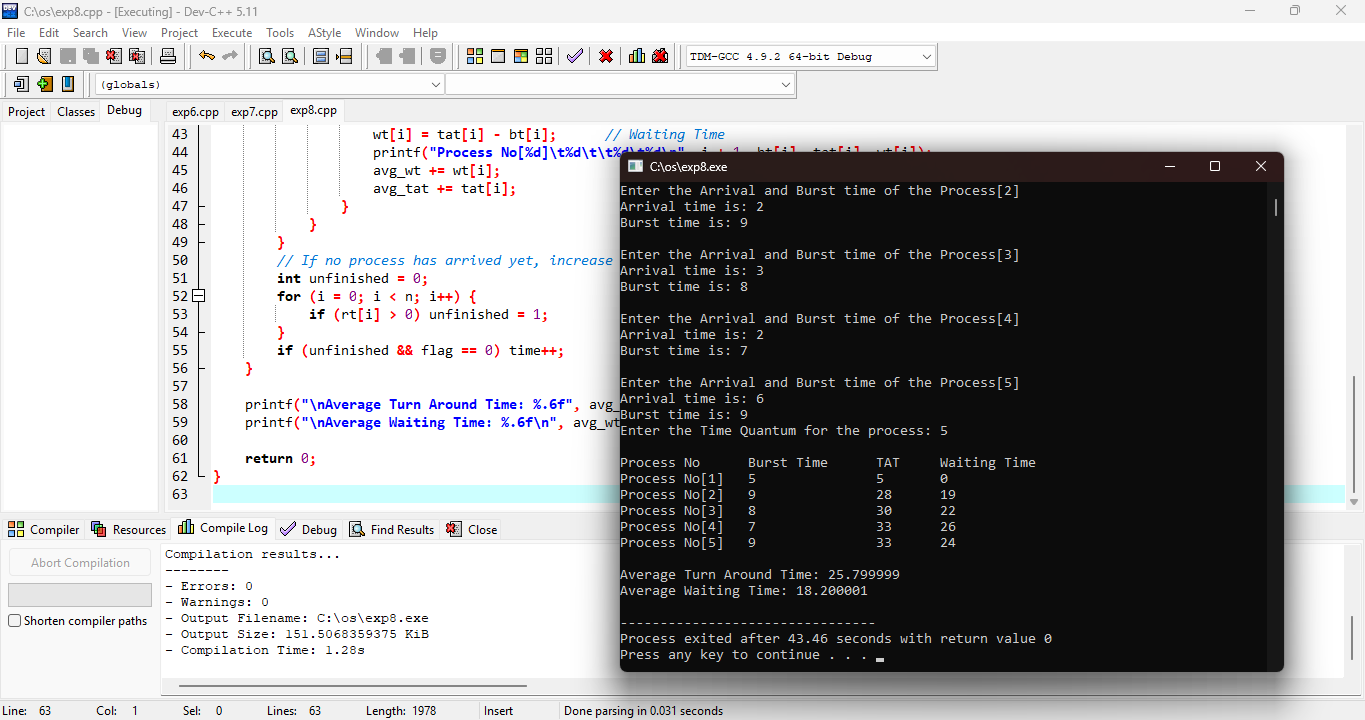 C:\os\exp8.cpp - [Executing] - Dev-C++ 5.11
File Edit Search View Project Execute Tools AStyle Window Help
TDM-GCC 4.9.2 64-bit Debug
(globals)
Project Classes Debug
exp6.cpp exp7.cpp exp8.cpp
43 wt[i] = tat[i] - bt[i]; // Waiting Time
44 printf("Process No[%d]\t%d\t\t%
45 avg_wt += wt[i];
46 avg_tat += tat[i];
47 }
48 }
49 }
50 // If no process has arrived yet, increase
51 int unfinished = 0;
52 for (i = 0; i < n; i++) {
53 if (rt[i] > 0) unfinished = 1;
54 }
55 if (unfinished && flag == 0) time++;
56 }
57
58 printf("\nAverage Turn Around Time: %.6f", avg_
59 printf("\nAverage Waiting Time: %.6f\n", avg_wt
60
61 return 0;
62 }
63
C:\os\exp8.exe
Enter the Arrival and Burst time of the Process[2]
Arrival time is: 2
Burst time is: 9
Enter the Arrival and Burst time of the Process[3]
Arrival time is: 3
Burst time is: 8
Enter the Arrival and Burst time of the Process[4]
Arrival time is: 2
Burst time is: 7
Enter the Arrival and Burst time of the Process[5]
Arrival time is: 6
Burst time is: 9
Enter the Time Quantum for the process: 5
Process No Burst Time TAT Waiting Time
Process No[1] 5 5 0
Process No[2] 9 28 19
Process No[3] 8 30 22
Process No[4] 7 33 26
Process No[5] 9 33 24
Average Turn Around Time: 25.799999
Average Waiting Time: 18.200001
--------------------------------
Process exited after 43.46 seconds with return value 0
Press any key to continue . . .
Compiler Resources Compile Log Debug Find Results Close
Abort Compilation
Shorten compiler paths
Compilation results...
--------
- Errors: 0
- Warnings: 0
- Output Filename: C:\os\exp8.exe
- Output Size: 151.5068359375 KiB
- Compilation Time: 1.28s
Line: 63 Col: 1 Sel: 0 Lines: 63 Length: 1978 Insert Done parsing in 0.031 seconds